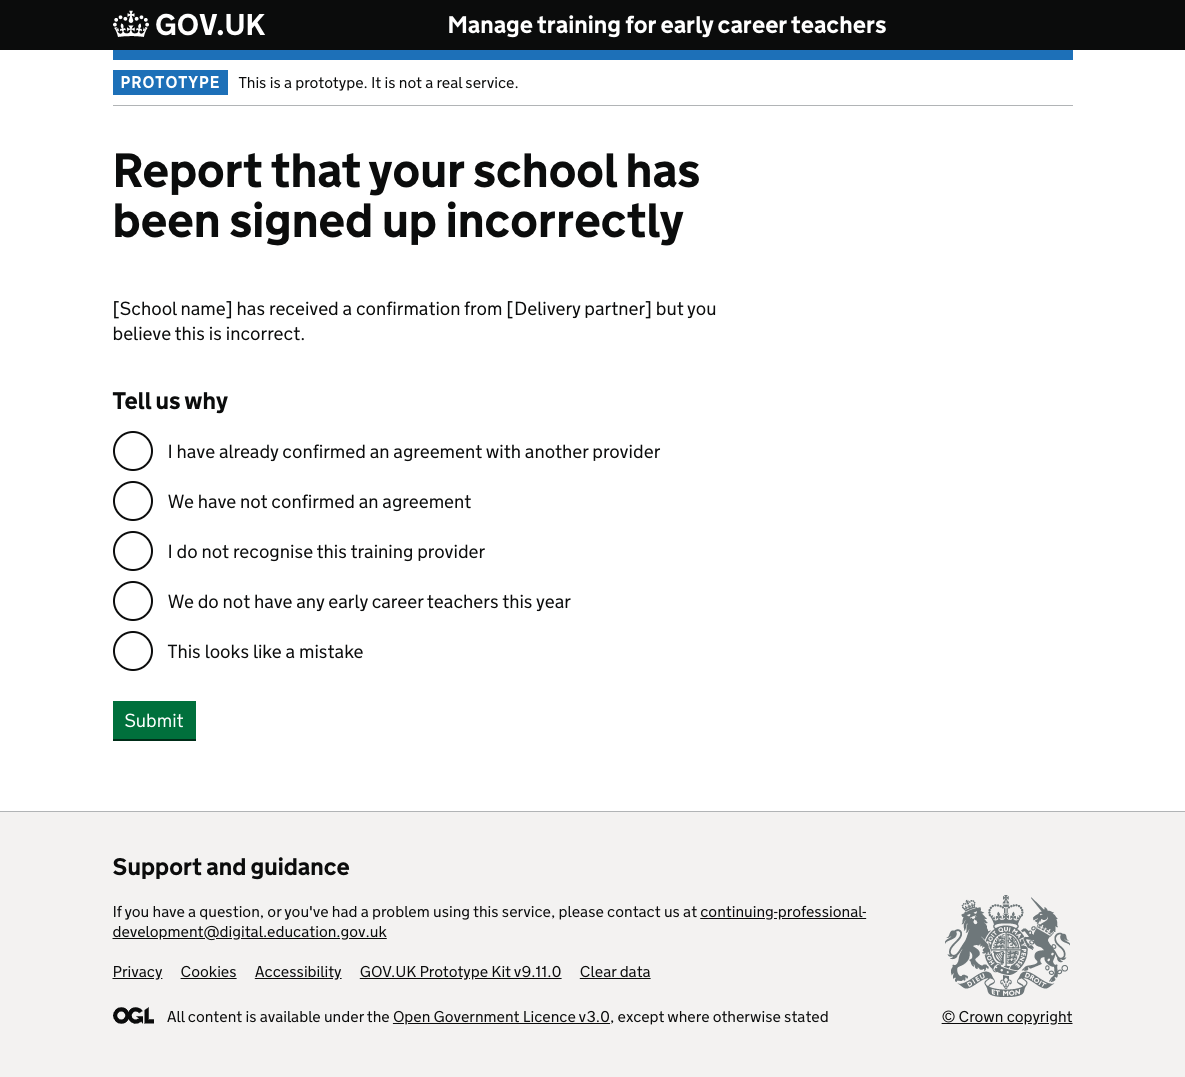 GOV.UK
Manage training for early career teachers
PROTOTYPE This is a prototype. It is not a real service.
Report that your school has
been signed up incorrectly
[School name] has received a confirmation from [Delivery partner] but you
believe this is incorrect.
Tell us why
I have already confirmed an agreement with another provider
We have not confirmed an agreement
I do not recognise this training provider
We do not have any early career teachers this year
This looks like a mistake
Submit
Support and guidance
If you have a question, or you've had a problem using this service, please contact us at continuing-professional-
development@digital.education.gov.uk
Privacy Cookies Accessibility GOV.UK Prototype Kit v9.11.0 Clear data
OGL All content is available under the Open Government Licence v3.0, except where otherwise stated
DIEU ET MON DROIT
© Crown copyright